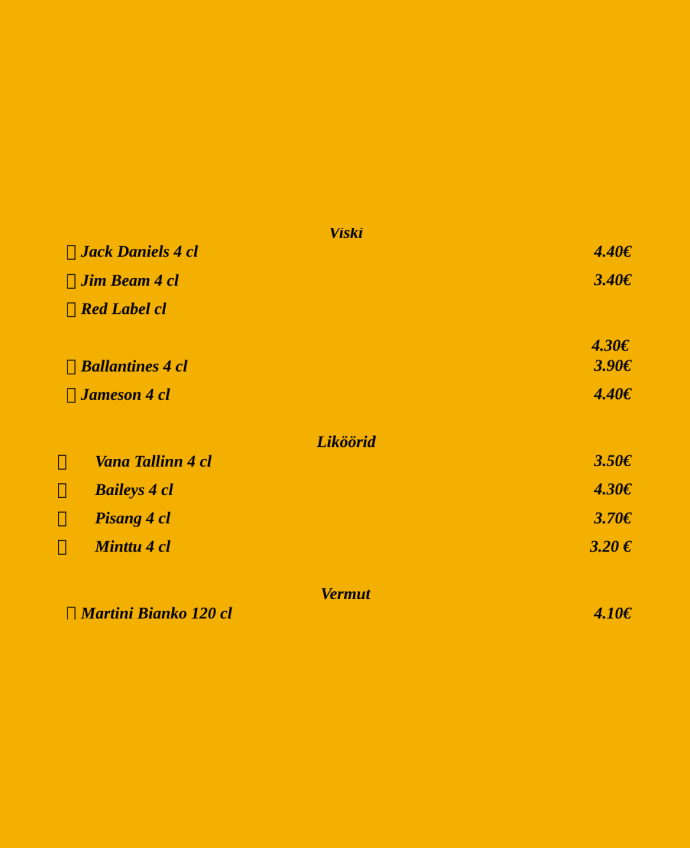 Viski
Jack Daniels 4 cl 4.40€
Jim Beam 4 cl 3.40€
Red Label cl
4.30€
Ballantines 4 cl 3.90€
Jameson 4 cl 4.40€
Liköörid
Vana Tallinn 4 cl 3.50€
Baileys 4 cl 4.30€
Pisang 4 cl 3.70€
Minttu 4 cl 3.20 €
Vermut
Martini Bianko 120 cl 4.10€